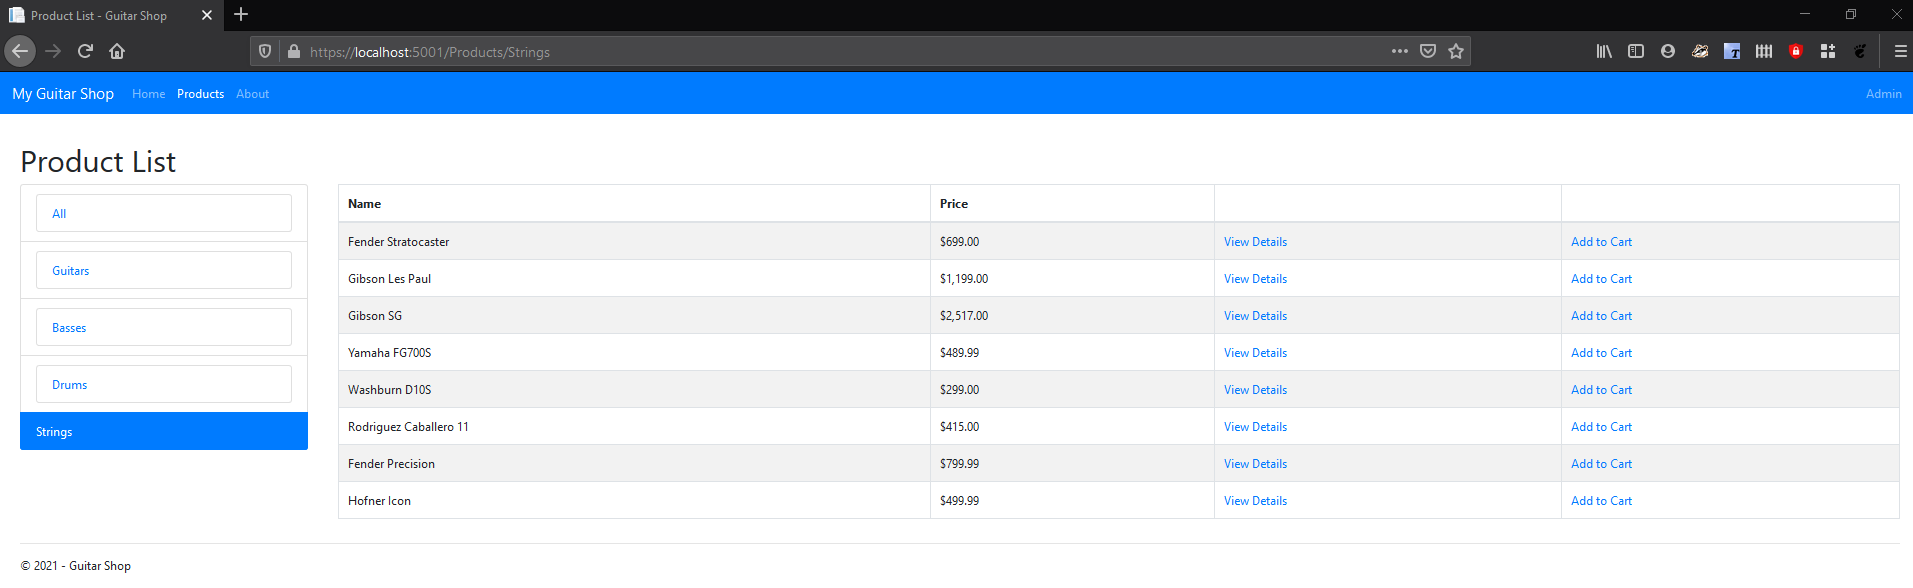 Product List - Guitar Shop
https://localhost:5001/Products/Strings
My Guitar Shop Home Products About Admin
Product List
All
Guitars
Basses
Drums
Strings
Name Price
Fender Stratocaster $699.00 View Details Add to Cart
Gibson Les Paul $1,199.00 View Details Add to Cart
Gibson SG $2,517.00 View Details Add to Cart
Yamaha FG700S $489.99 View Details Add to Cart
Washburn D10S $299.00 View Details Add to Cart
Rodriguez Caballero 11 $415.00 View Details Add to Cart
Fender Precision $799.99 View Details Add to Cart
Hofner Icon $499.99 View Details Add to Cart
© 2021 - Guitar Shop